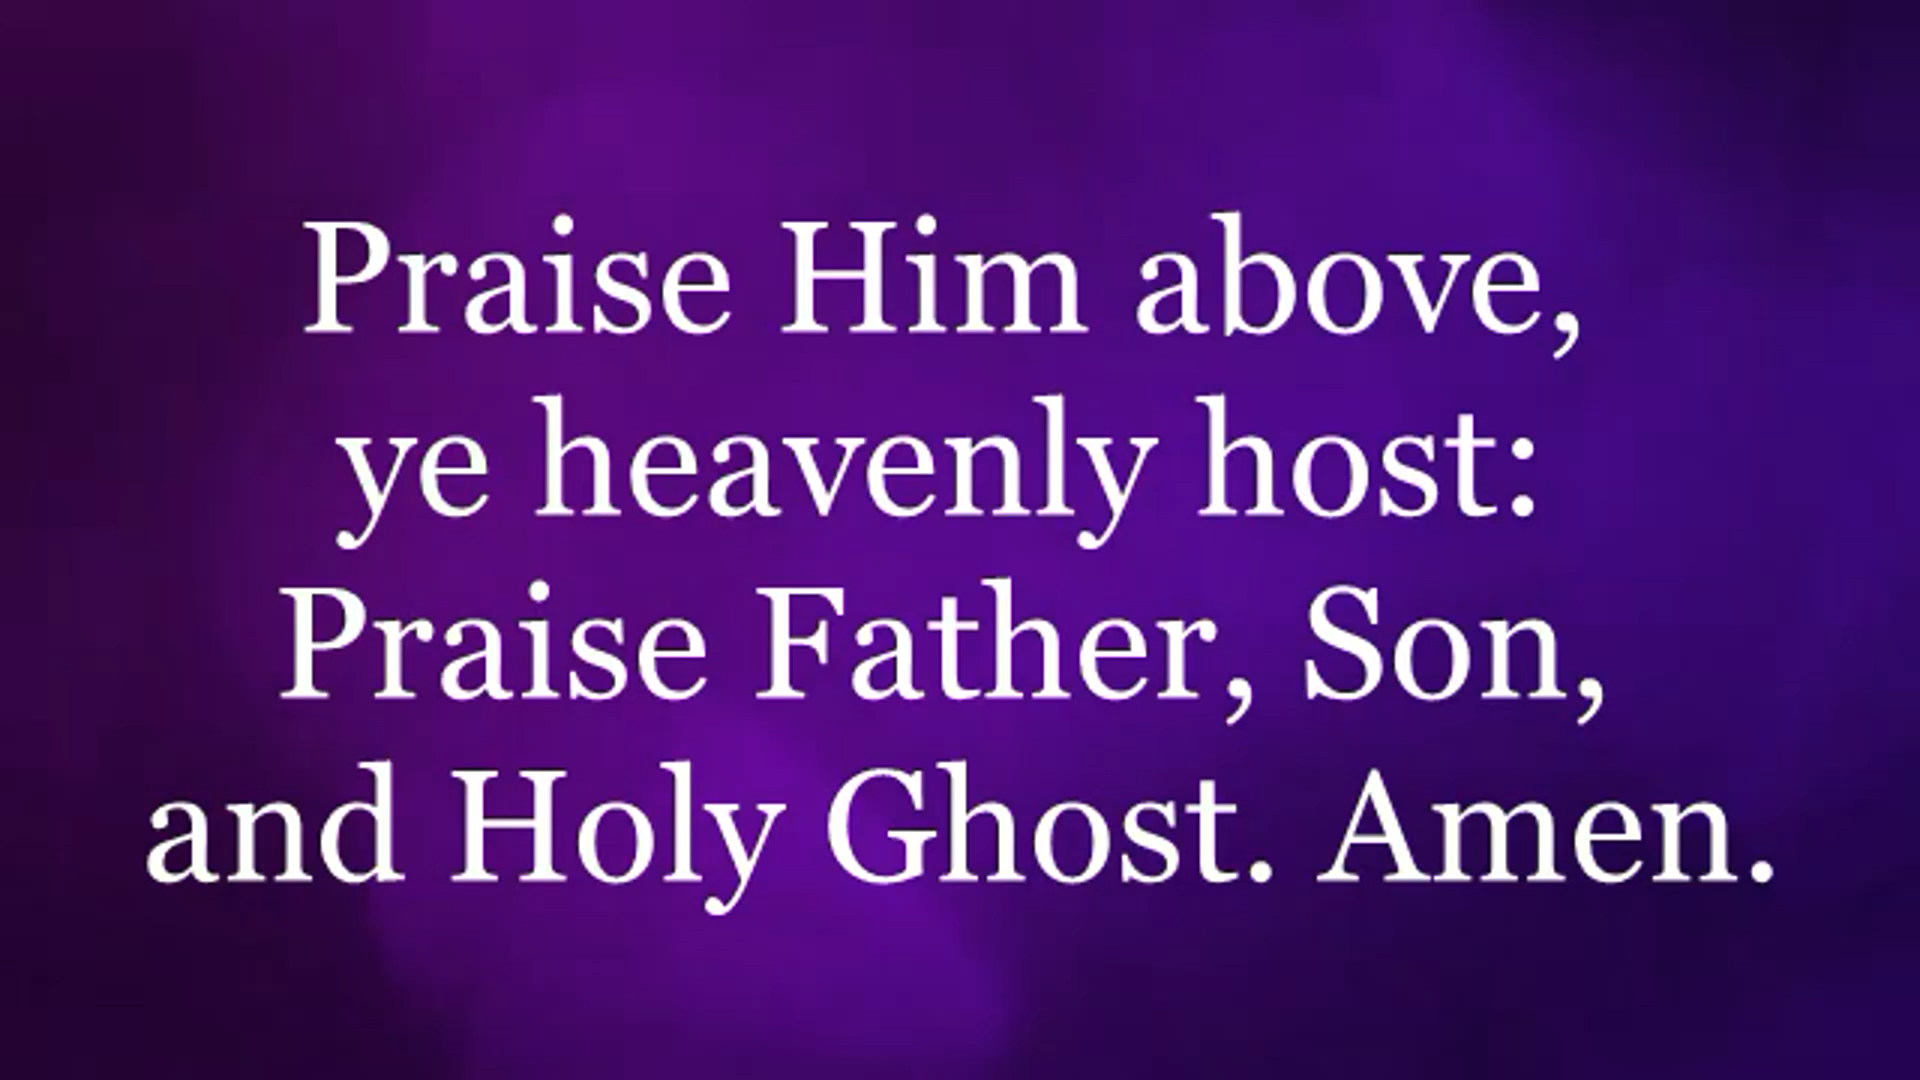 Praise Him above,
ye heavenly host:
Praise Father, Son,
and Holy Ghost. Amen.